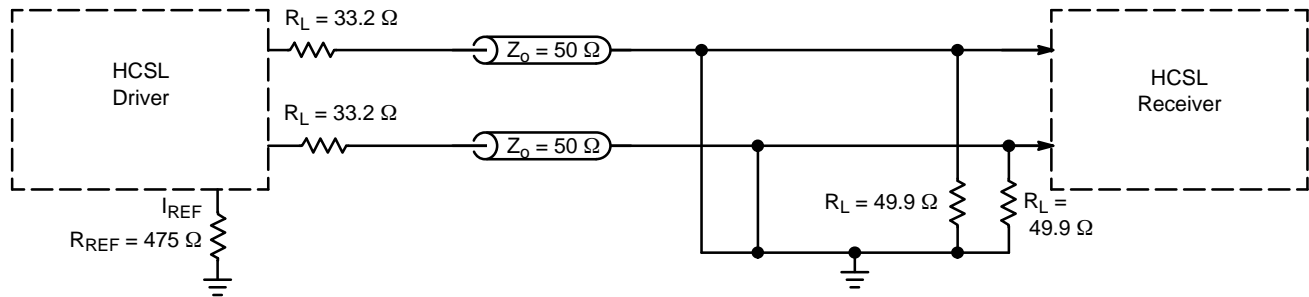 R_L = 33.2 Ω
HCSL
Driver
Z_o = 50 Ω
HCSL
Receiver
R_L = 33.2 Ω
Z_o = 50 Ω
I_REF
R_REF = 475 Ω
R_L = 49.9 Ω
R_L =
49.9 Ω